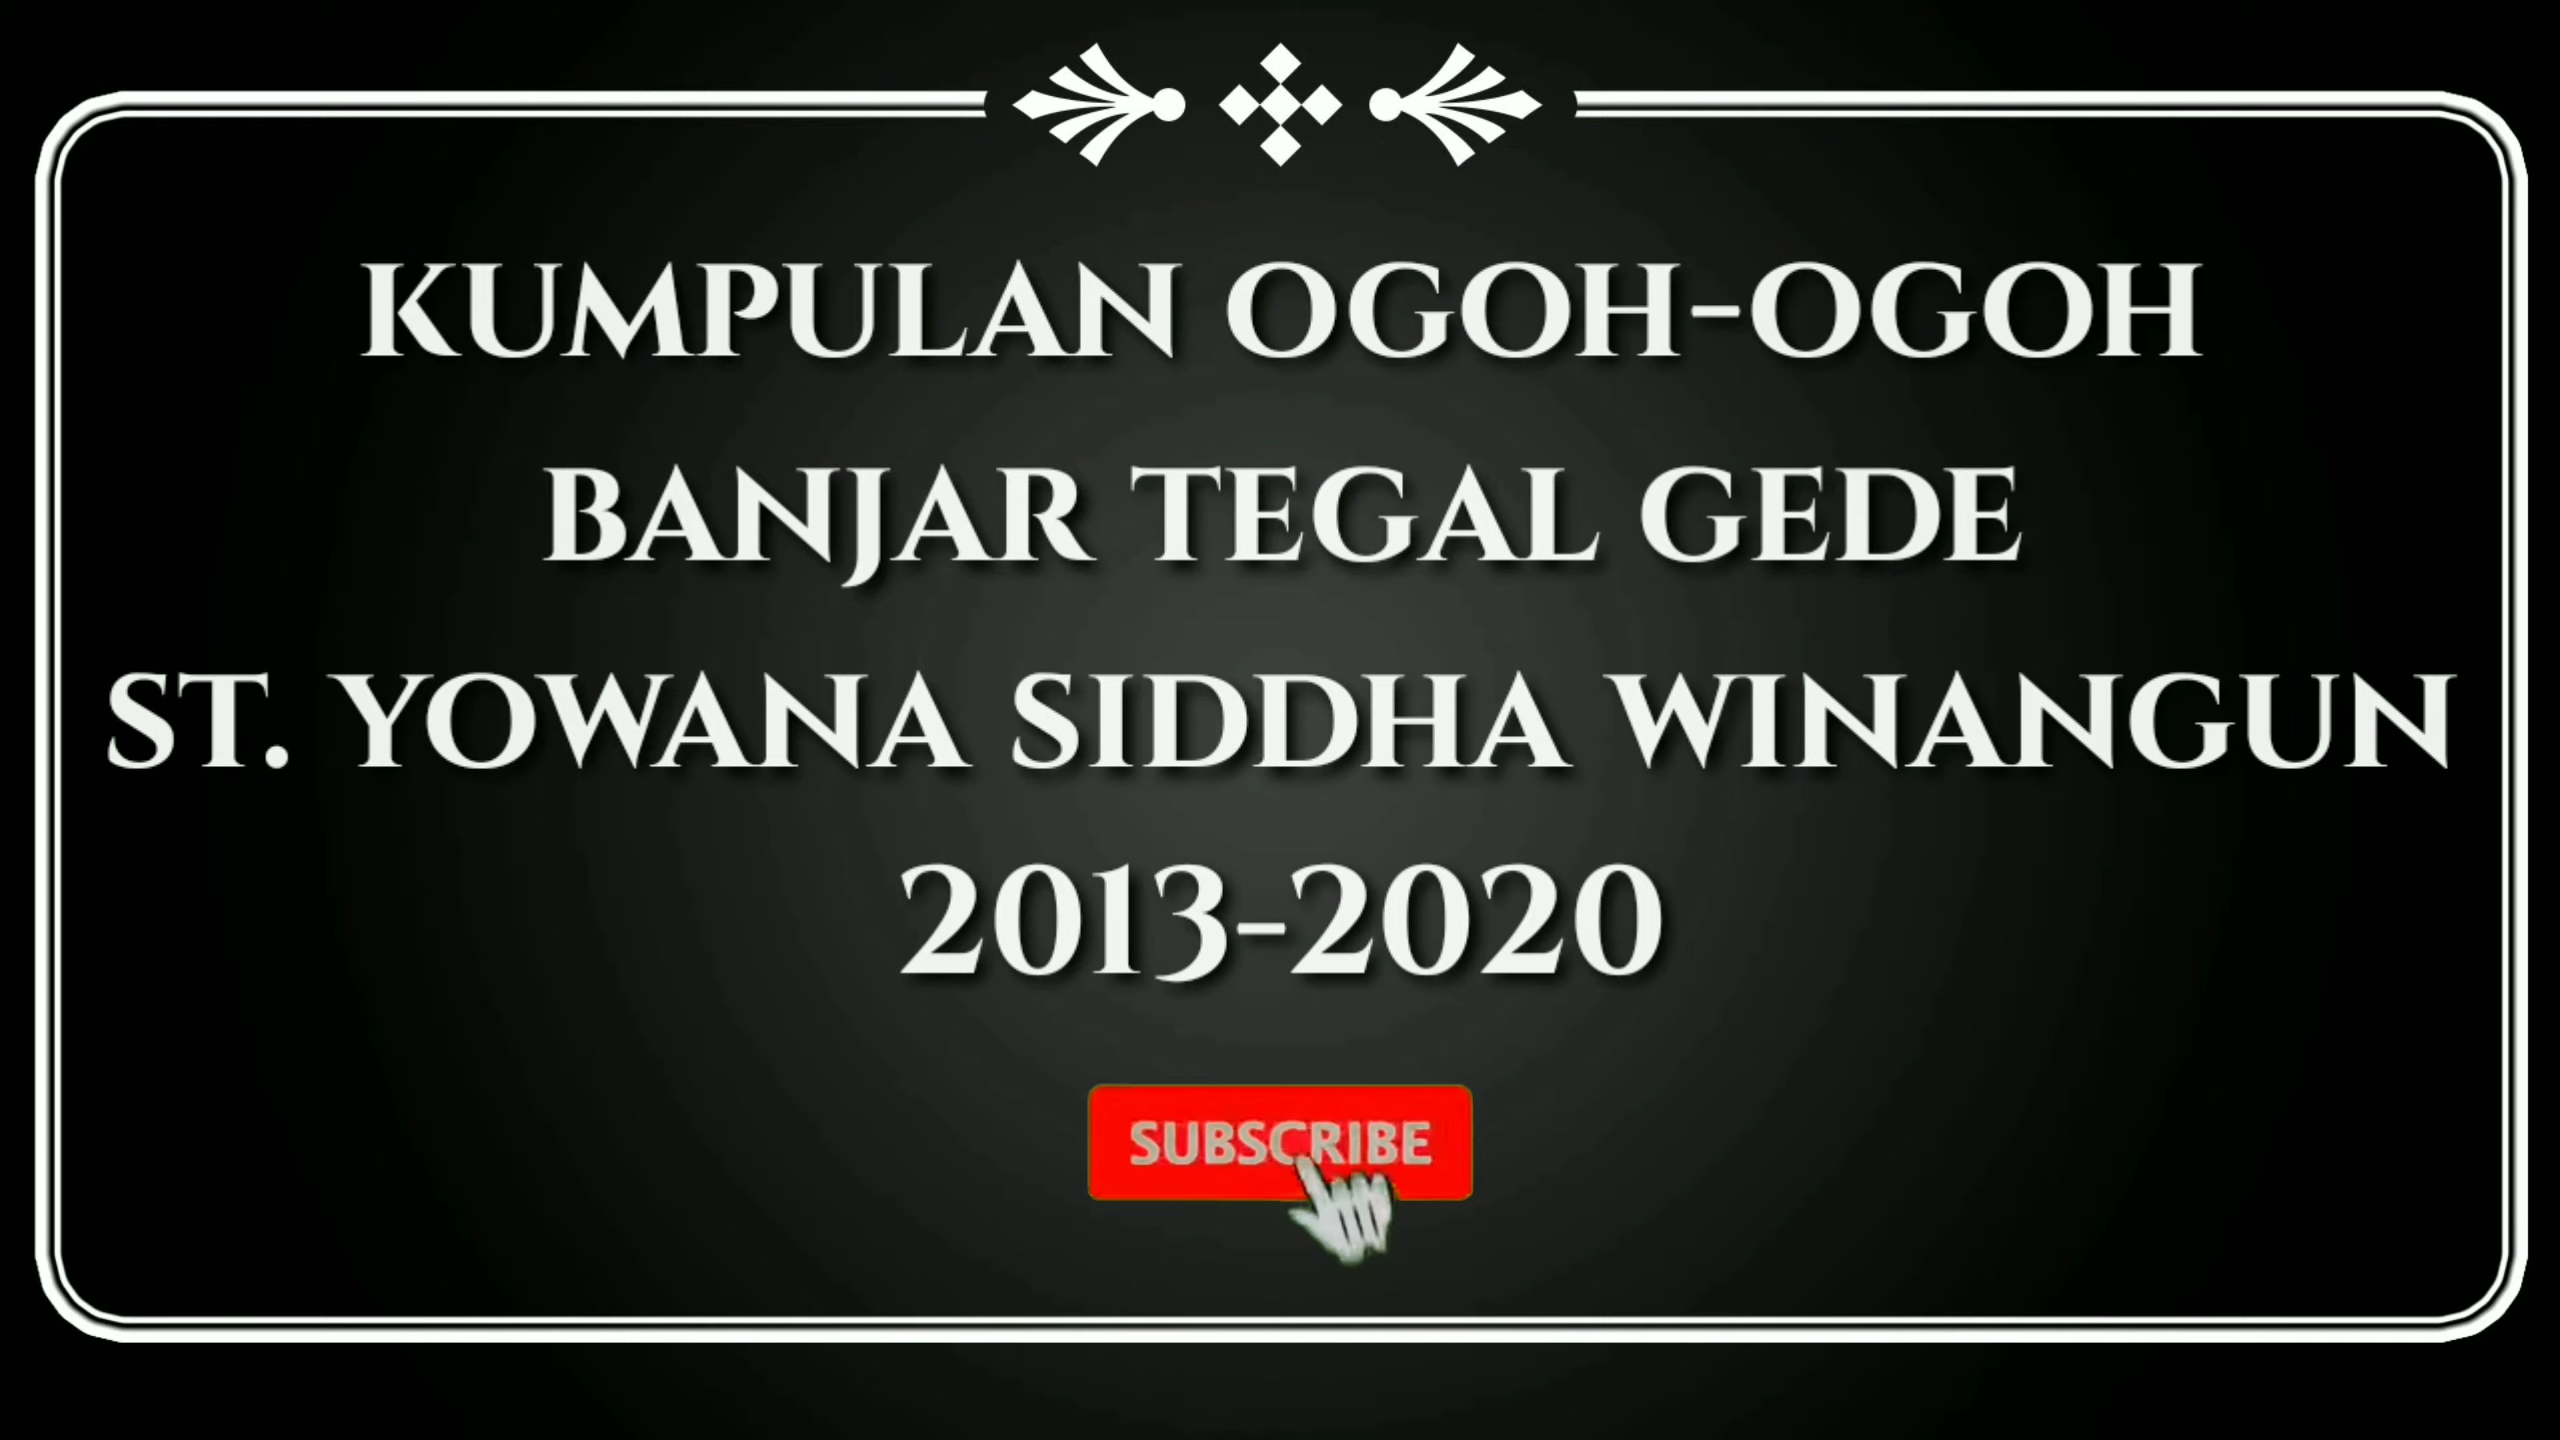 KUMPULAN OGOH-OGOH
BANJAR TEGAL GEDE
ST. YOWANA SIDDHA WINANGUN
2013-2020
SUBSCRIBE